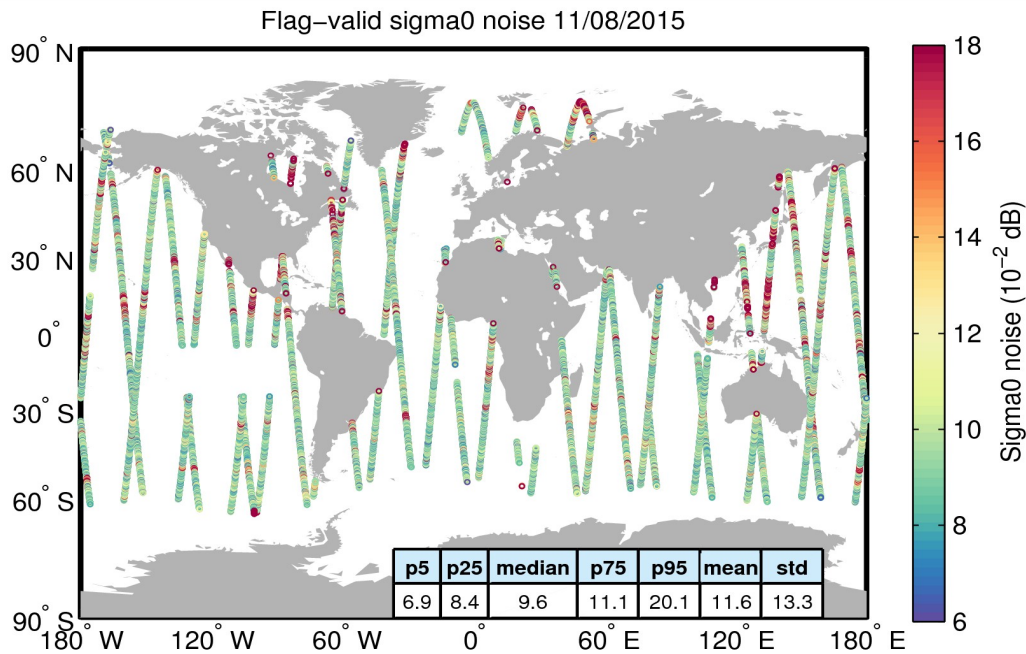 Flag−valid sigma0 noise 11/08/2015
90° N
60° N
30° N
0°
30° S
60° S
90° S
180° W 120° W 60° W 0° 60° E 120° E 180° E
p5 p25 median p75 p95 mean std
6.9 8.4 9.6 11.1 20.1 11.6 13.3
18
16
14
12
10
8
6
Sigma0 noise (10⁻² dB)